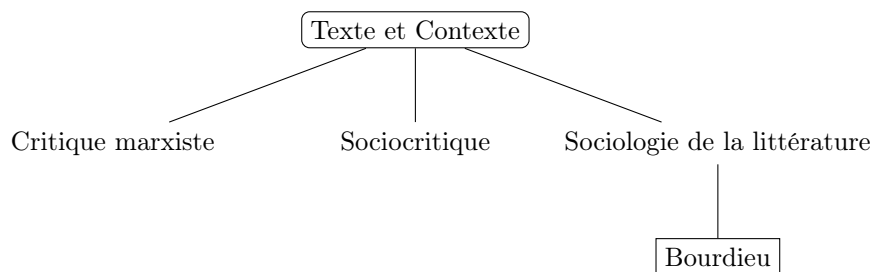 Texte et Contexte
Critique marxiste
Sociocritique
Sociologie de la littérature
Bourdieu